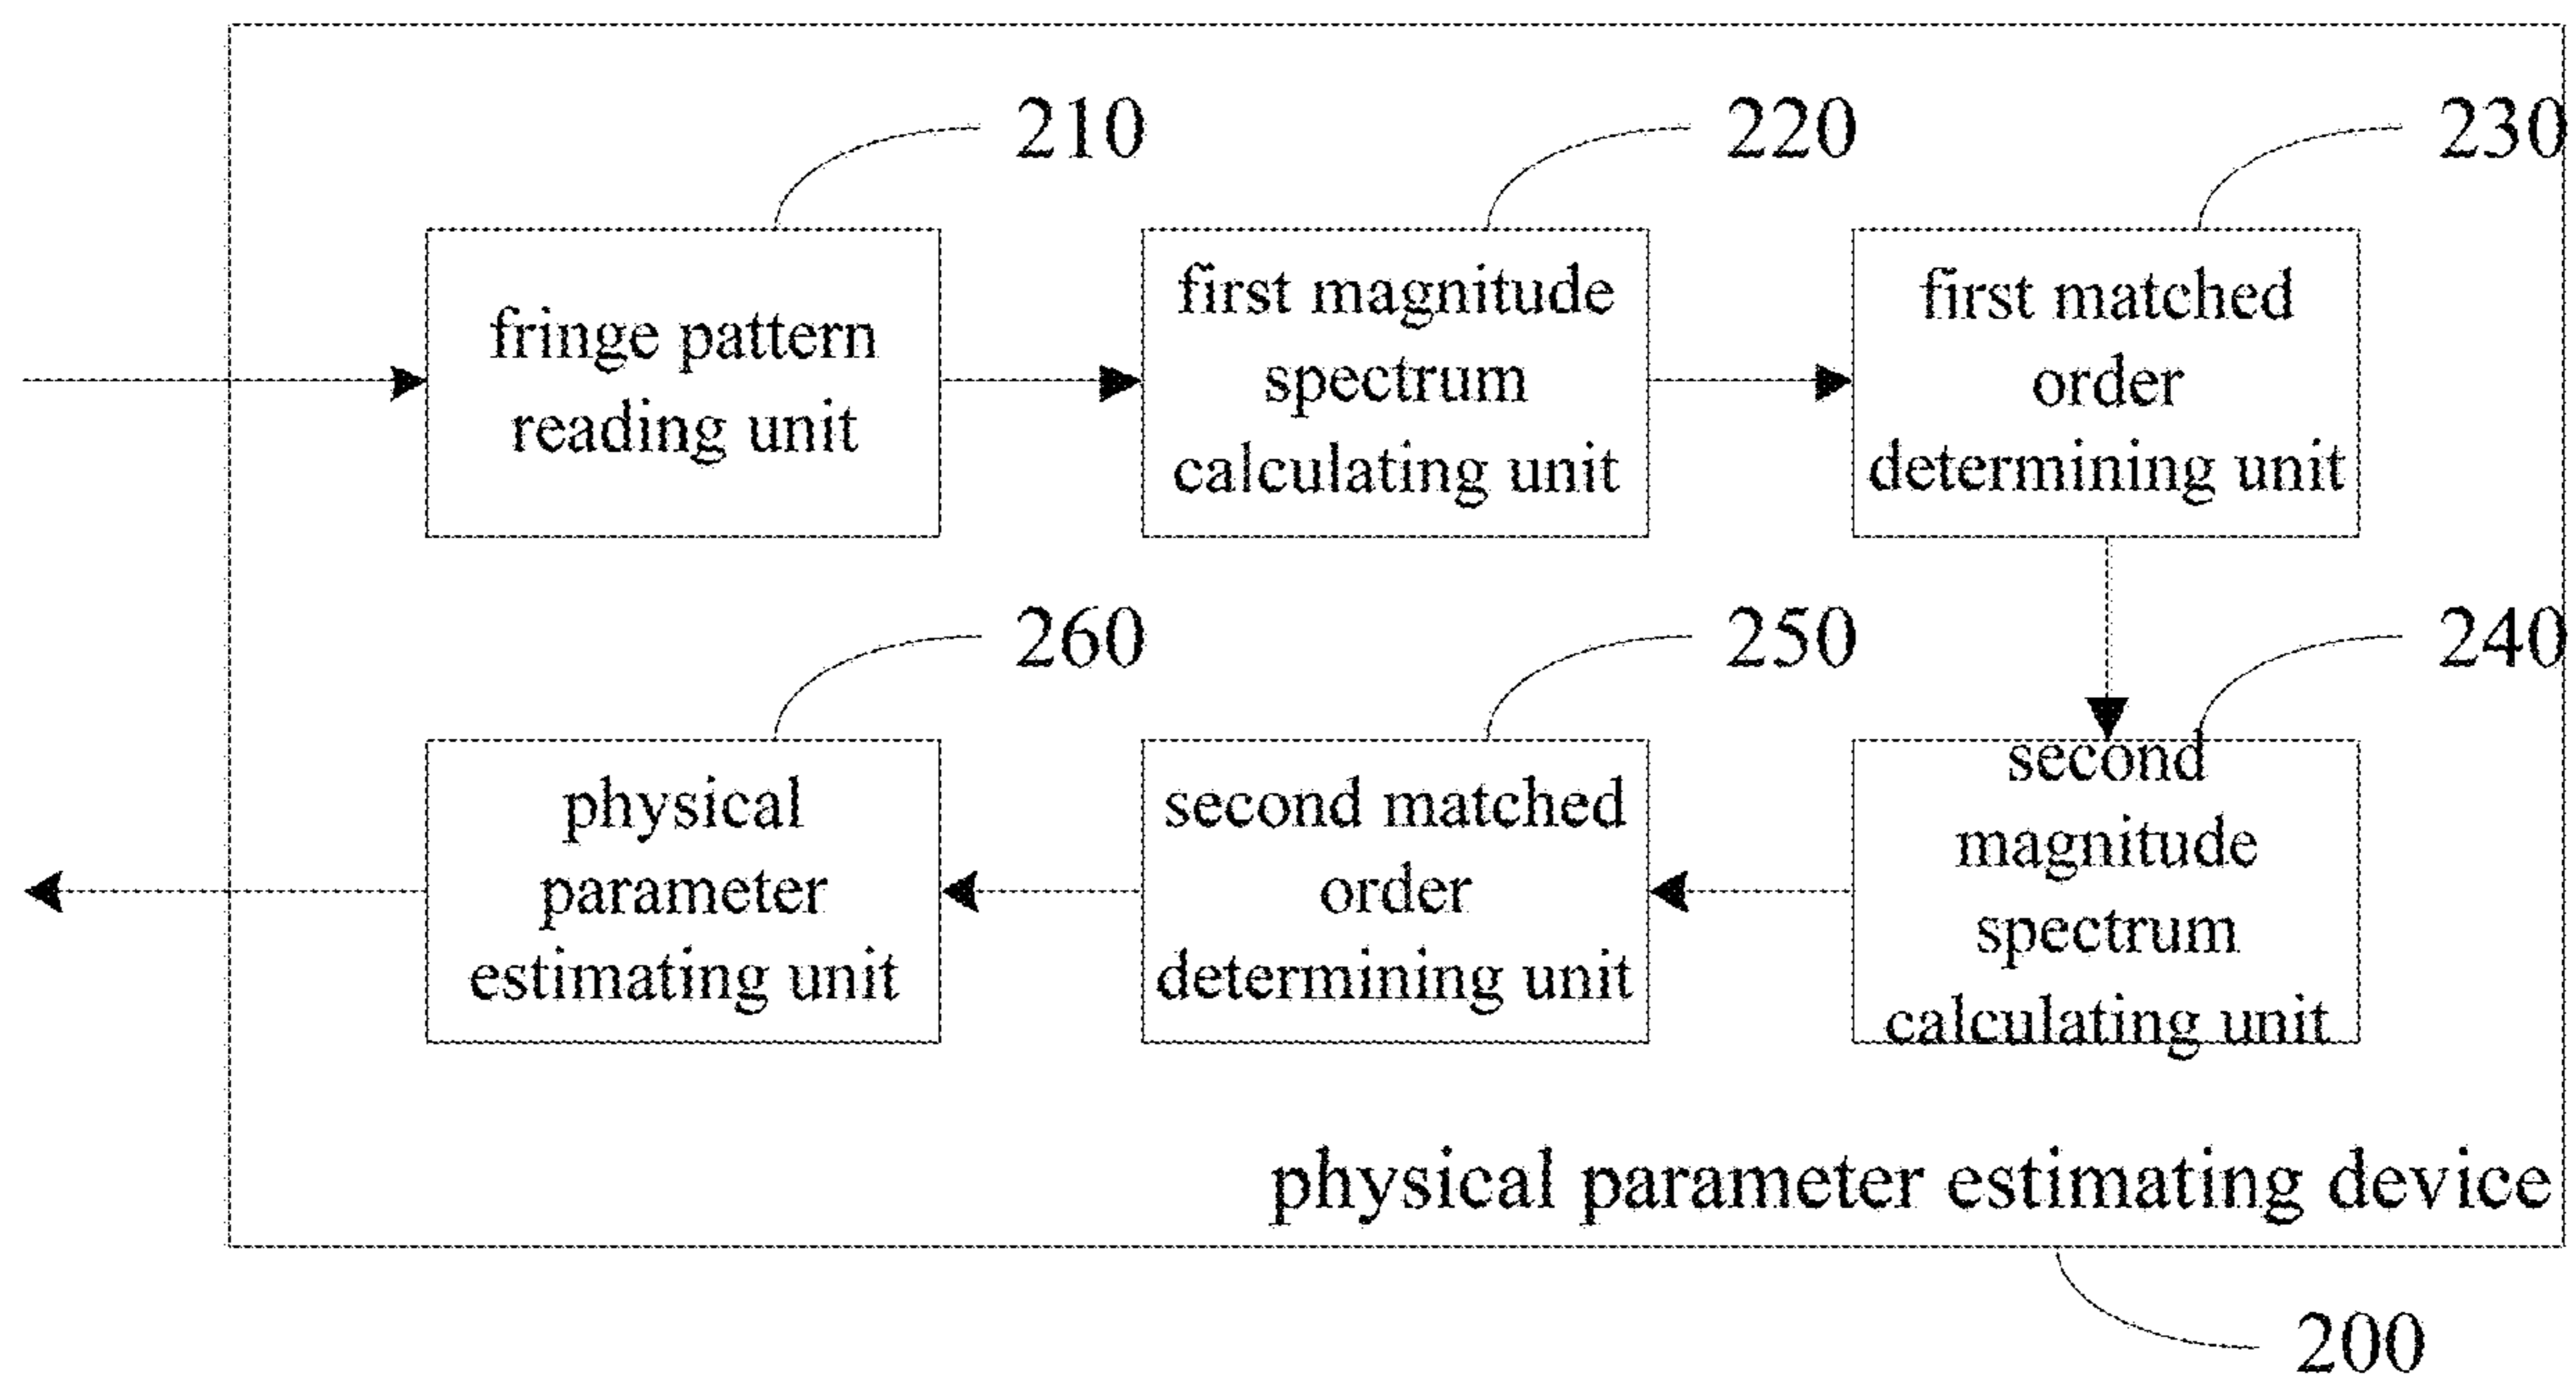 210
220
230
fringe pattern
reading unit
first magnitude
spectrum
calculating unit
first matched
order
determining unit
260
250
240
physical
parameter
estimating unit
second matched
order
determining unit
second
magnitude
spectrum
calculating unit
physical parameter estimating device
200